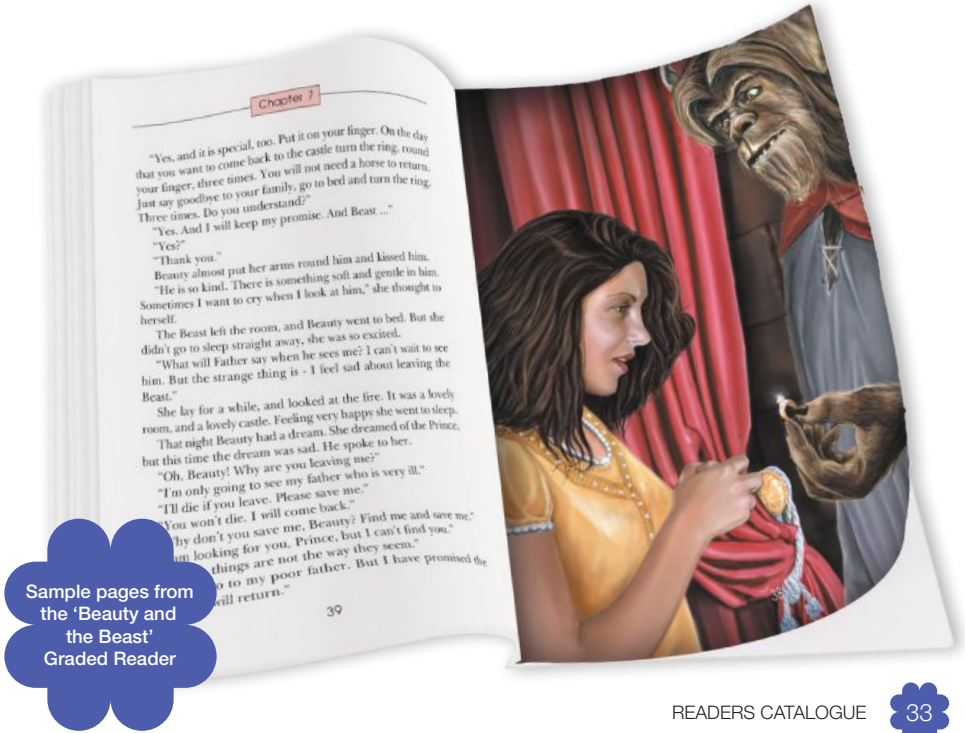 Chapter 7
"Yes, and it is special, too. Put it on your finger. On the day
that you want to come back to the castle turn the ring, round
your finger, three times. You will not need a horse to return.
Just say goodbye to your family, go to bed and turn the ring.
Three times. Do you understand?"
"Yes. And I will keep my promise. And Beast ..."
"Yes?"
"Thank you."
Beauty almost put her arms round him and kissed him.
"He is so kind. There is something soft and gentle in him.
Sometimes I want to cry when I look at him," she thought to
herself.
The Beast left the room, and Beauty went to bed. But she
didn't go to sleep straight away, she was so excited.
"What will Father say when he sees me? I can't wait to see
him. But the strange thing is - I feel sad about leaving the
Beast."
She lay for a while, and looked at the fire. It was a lovely
room, and a lovely castle. Feeling very happy she went to sleep.
That night Beauty had a dream. She dreamed of the Prince,
but this time the dream was sad. He spoke to her.
"Oh, Beauty! Why are you leaving me?"
"I'm only going to see my father who is very ill."
"I'll die if you leave. Please save me."
"You won't die. I will come back."
hy don't you save me, Beauty? Find me and save me."
am looking for you, Prince, but I can't find you."
things are not the way they seem."
o to my poor father. But I have promised the
will return."
39
38
Sample pages from
the 'Beauty and
the Beast'
Graded Reader
READERS CATALOGUE 33